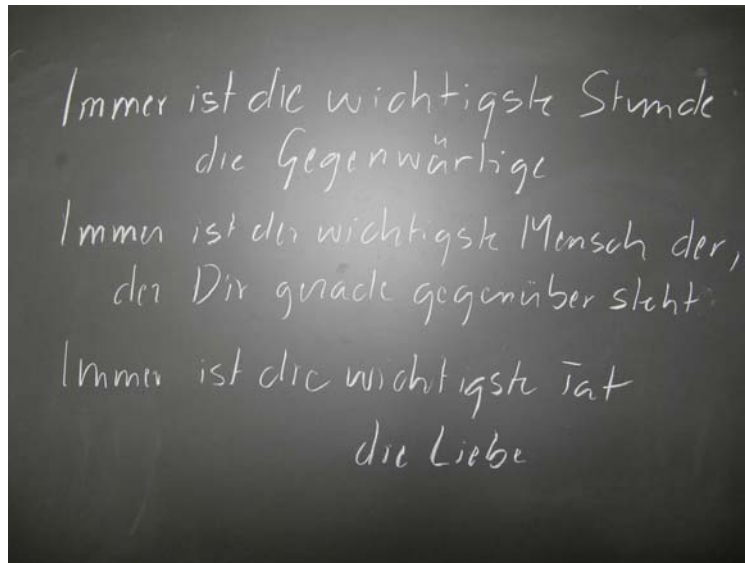 Immer ist die wichtigste Stunde
die Gegenwärtige
Immer ist der wichtigste Mensch der,
der Dir gerade gegenüber steht
Immer ist die wichtigste Tat
die Liebe